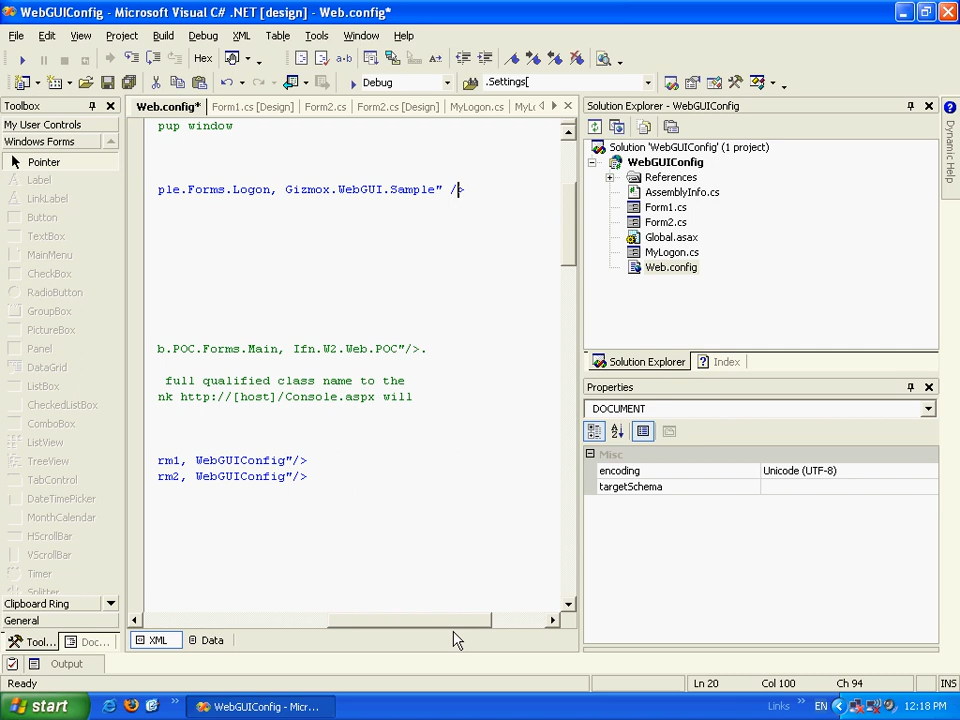 WebGUIConfig - Microsoft Visual C# .NET [design] - Web.config*
File Edit View Project Build Debug XML Table Tools Window Help
Hex
Debug .Settings[
Toolbox
My User Controls
Windows Forms
Pointer
Label
LinkLabel
Button
TextBox
MainMenu
CheckBox
RadioButton
GroupBox
PictureBox
Panel
DataGrid
ListBox
CheckedListBox
ComboBox
ListView
TreeView
TabControl
DateTimePicker
MonthCalendar
HScrollBar
VScrollBar
Timer
Splitter
Clipboard Ring
General
Tool... Doc...
Output
Web.config* Form1.cs [Design] Form2.cs Form2.cs [Design] MyLogon.cs MyLc
pup window
ple.Forms.Logon, Gizmox.WebGUI.Sample" />
b.POC.Forms.Main, Ifn.W2.Web.POC"/>.
full qualified class name to the
nk http://[host]/Console.aspx will
rm1, WebGUIConfig"/>
rm2, WebGUIConfig"/>
XML Data
Solution Explorer - WebGUIConfig
Solution 'WebGUIConfig' (1 project)
WebGUIConfig
References
AssemblyInfo.cs
Form1.cs
Form2.cs
Global.asax
MyLogon.cs
Web.config
Solution Explorer Index
Properties
DOCUMENT
Misc
encoding Unicode (UTF-8)
targetSchema
Dynamic Help
Ready Ln 20 Col 100 Ch 94 INS
start WebGUIConfig - Micr... Links EN 12:18 PM